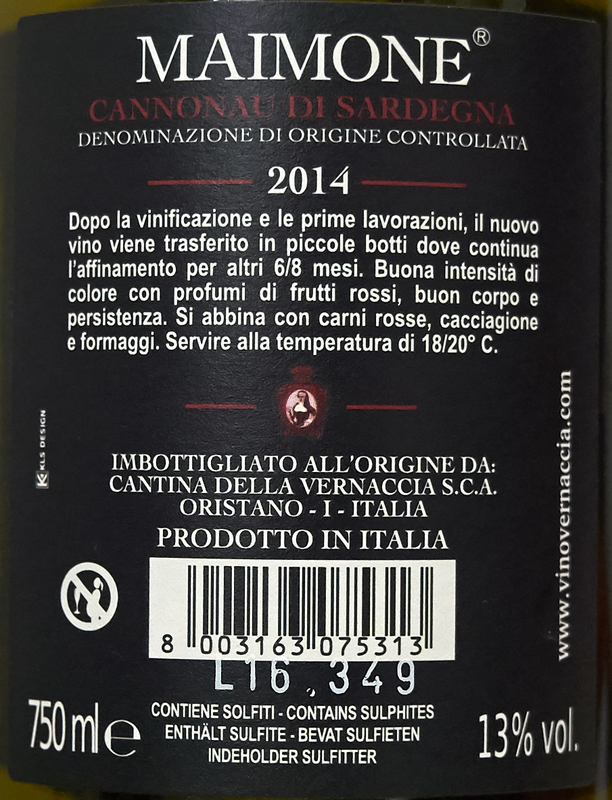 MAIMONE®
CANNONAU DI SARDEGNA
DENOMINAZIONE DI ORIGINE CONTROLLATA
2014
Dopo la vinificazione e le prime lavorazioni, il nuovo
vino viene trasferito in piccole botti dove continua
l'affinamento per altri 6/8 mesi. Buona intensità di
colore con profumi di frutti rossi, buon corpo e
persistenza. Si abbina con carni rosse, cacciagione
e formaggi. Servire alla temperatura di 18/20° C.
KLS DESIGN
IMBOTTIGLIATO ALL'ORIGINE DA:
CANTINA DELLA VERNACCIA S.C.A.
ORISTANO - I - ITALIA
PRODOTTO IN ITALIA
www.vinovernaccia.com
8 003163 075313
L16.349
750 ml e
CONTIENE SOLFITI - CONTAINS SULPHITES
ENTHÄLT SULFITE - BEVAT SULFIETEN
INDEHOLDER SULFITTER
13% vol.